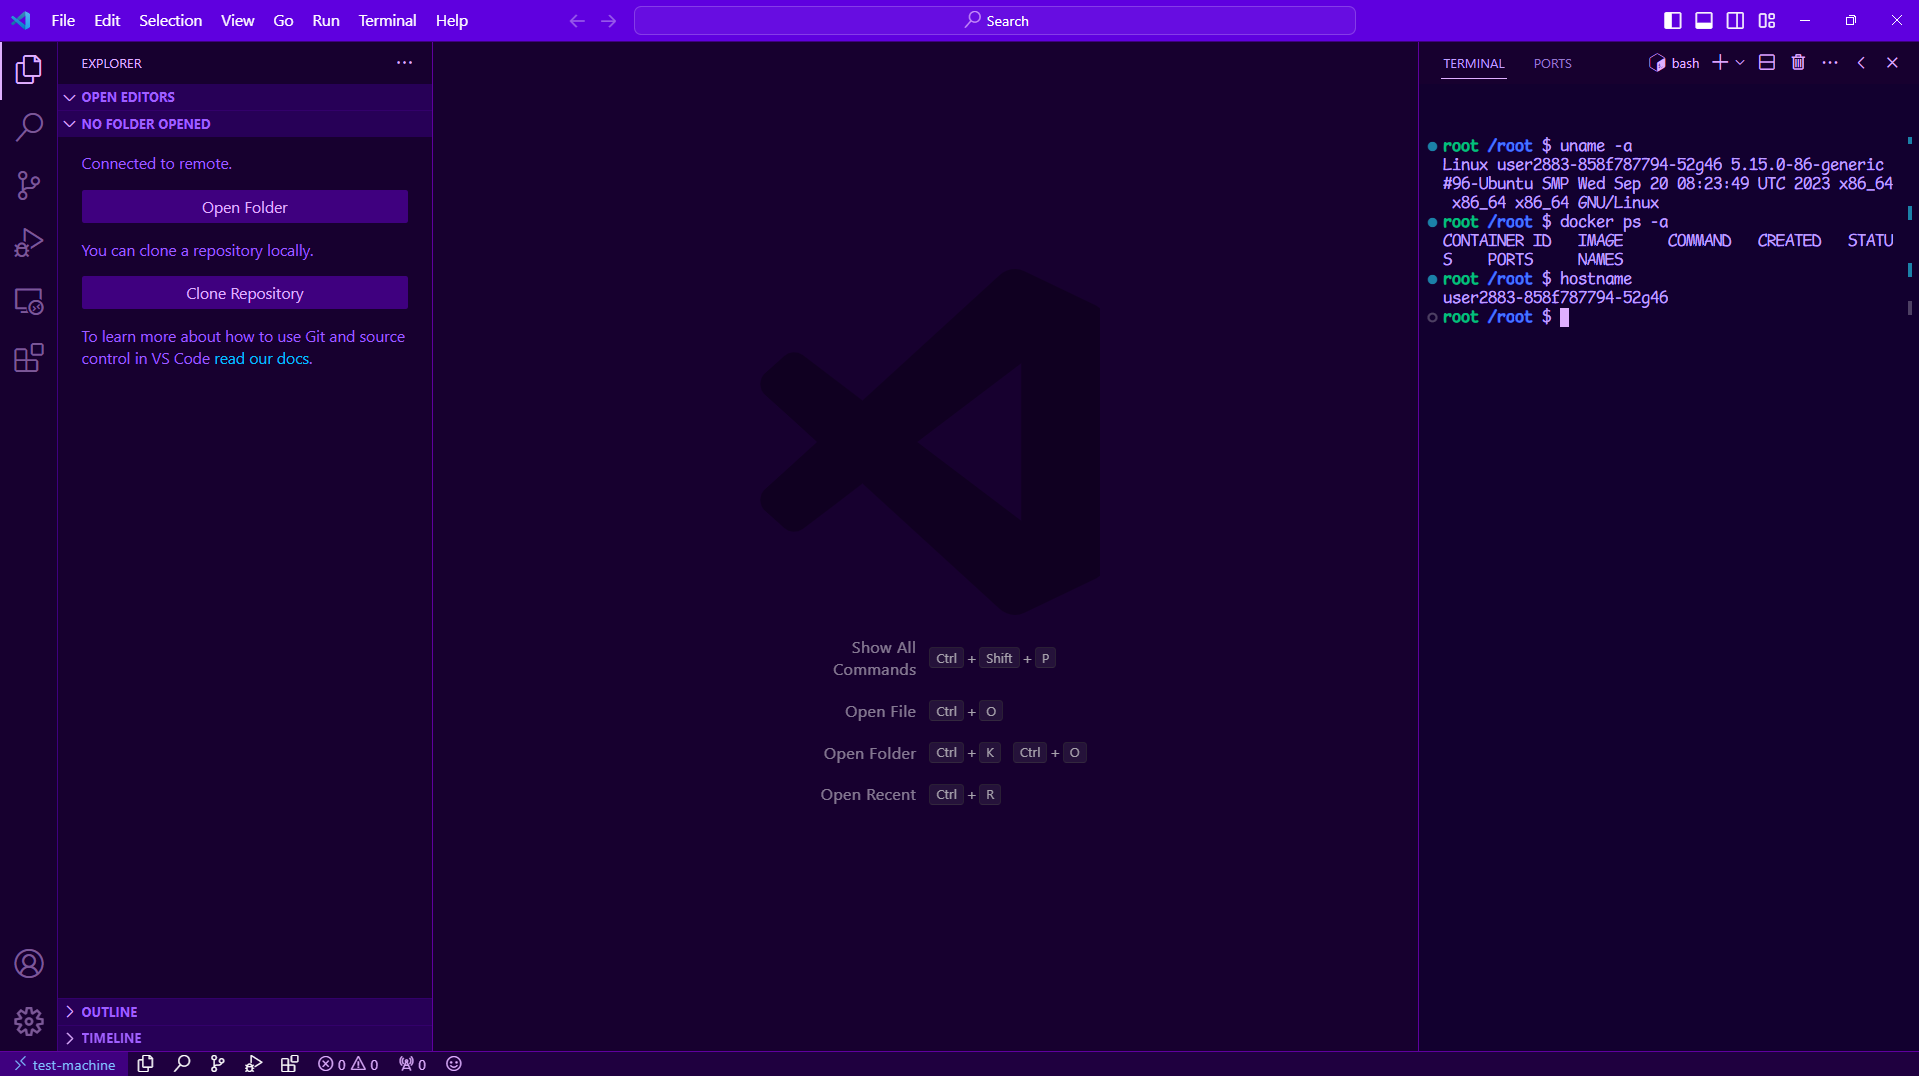 File Edit Selection View Go Run Terminal Help
Search
EXPLORER
OPEN EDITORS
NO FOLDER OPENED
Connected to remote.
Open Folder
You can clone a repository locally.
Clone Repository
To learn more about how to use Git and source
control in VS Code read our docs.
OUTLINE
TIMELINE
Show All
Commands
Ctrl + Shift + P
Open File Ctrl + O
Open Folder Ctrl + K Ctrl + O
Open Recent Ctrl + R
TERMINAL PORTS bash
root /root $ uname -a
Linux user2883-858f787794-52g46 5.15.0-86-generic
#96-Ubuntu SMP Wed Sep 20 08:23:49 UTC 2023 x86_64
x86_64 x86_64 GNU/Linux
root /root $ docker ps -a
CONTAINER ID IMAGE COMMAND CREATED STATU
S PORTS NAMES
root /root $ hostname
user2883-858f787794-52g46
root /root $
test-machine 0 0 0